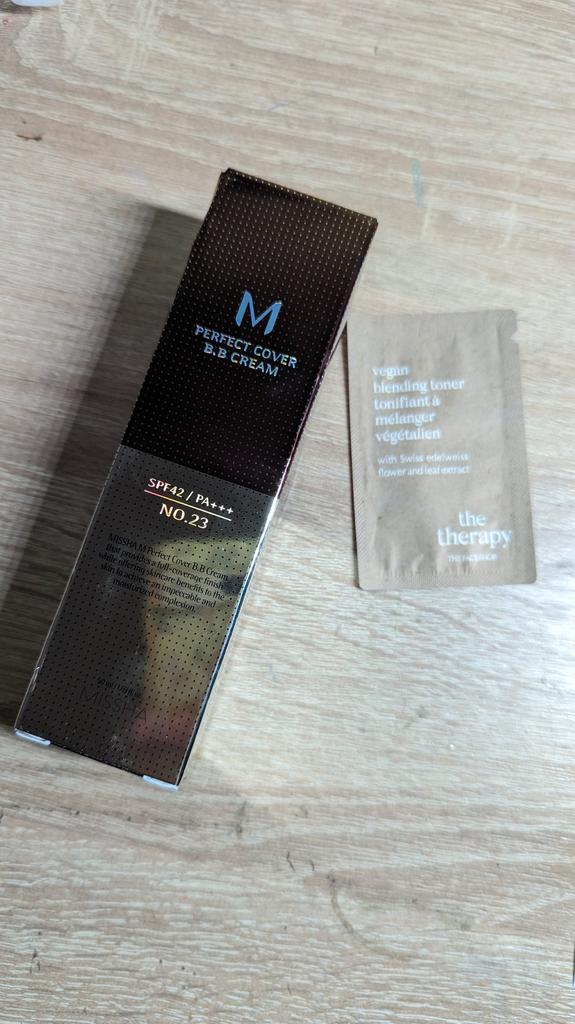 M
PERFECT COVER
B.B CREAM
SPF42 / PA+++
NO.23
MISSHA M Perfect Cover B.B Cream
that provides a full-coverage finish
while offering skincare benefits to the
skin to achieve an impeccable and
moisturized complexion.
MISSHA
vegan
blending toner
tonifiant à
mélanger
végétalien
with Swiss edelweiss
flower and leaf extract
the
therapy
THE FACE SHOP